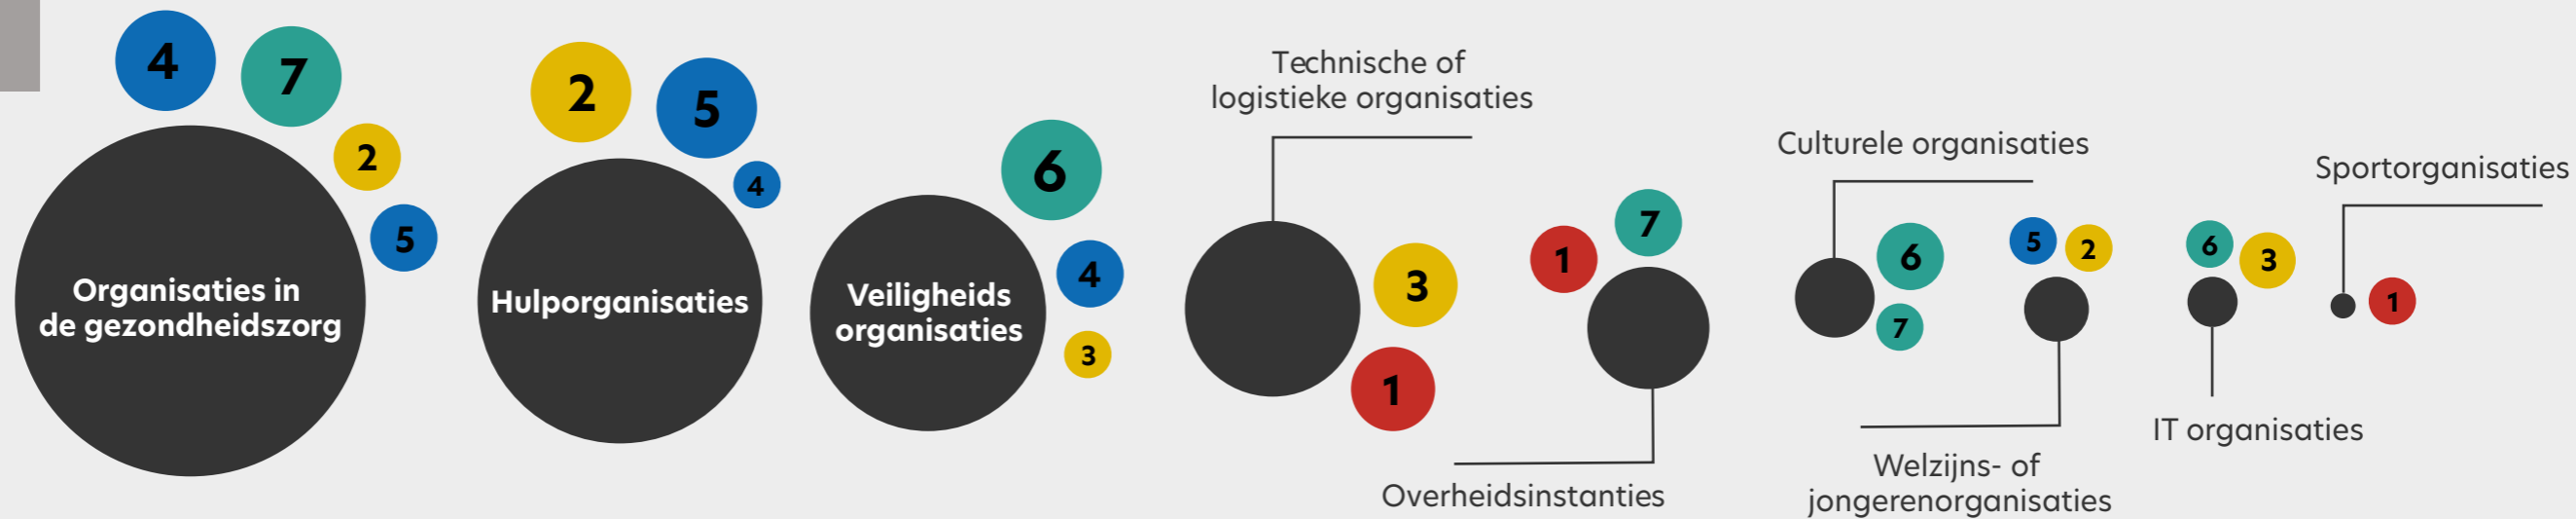 4
7
2
5
Organisaties in
de gezondheidszorg
2
5
4
Hulporganisaties
6
4
3
Veiligheids
organisaties
Technische of
logistieke organisaties
3
1
1
7
Overheidsinstanties
Culturele organisaties
6
7
5
2
Welzijns- of
jongerenorganisaties
6
3
IT organisaties
Sportorganisaties
1